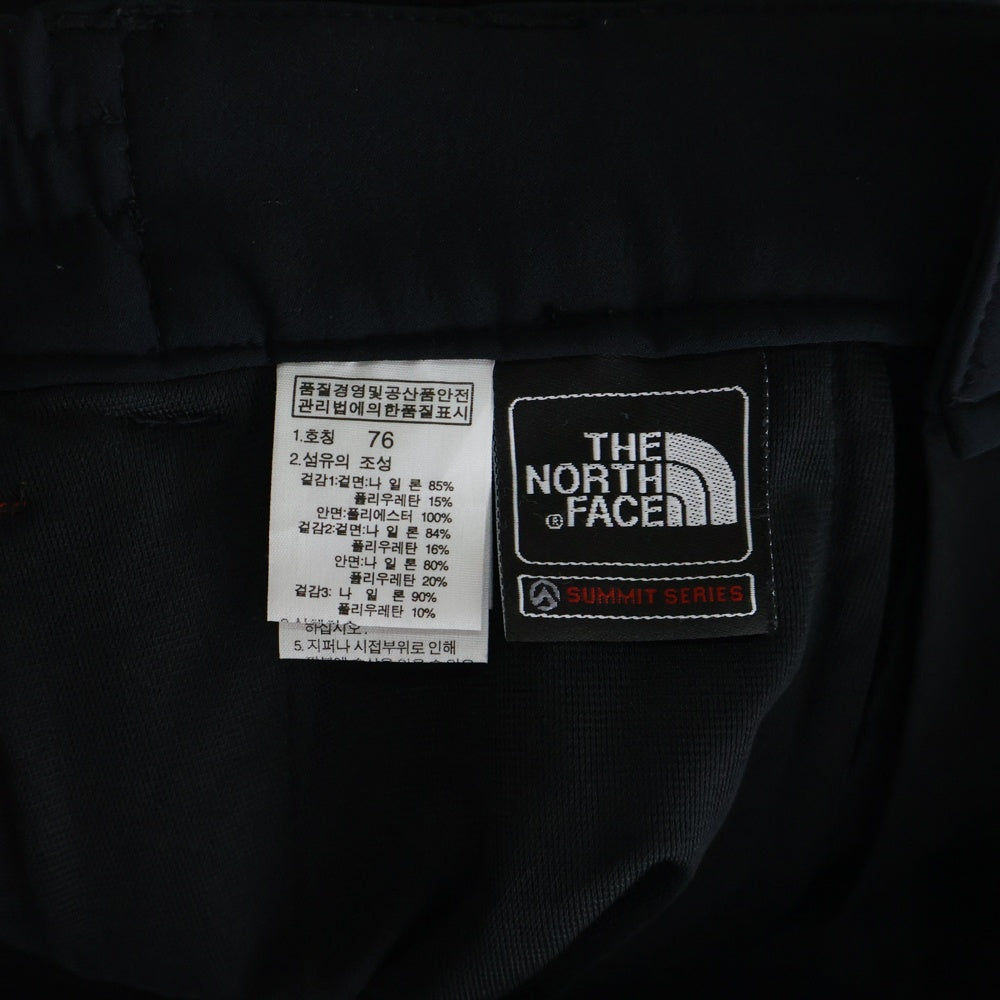 품질경영및공산품안전
관리법에의한품질표시
1.호칭 76
2.섬유의 조성
겉감1:겉면:나 일 론 85%
폴리우레탄 15%
안면:폴리에스터 100%
겉감2:겉면:나 일 론 84%
폴리우레탄 16%
안면:나 일 론 80%
폴리우레탄 20%
겉감3: 나 일 론 90%
폴리우레탄 10%
하십시오.
5. 지퍼나 시접부위로 인해
THE
NORTH
® FACE
SUMMIT SERIES